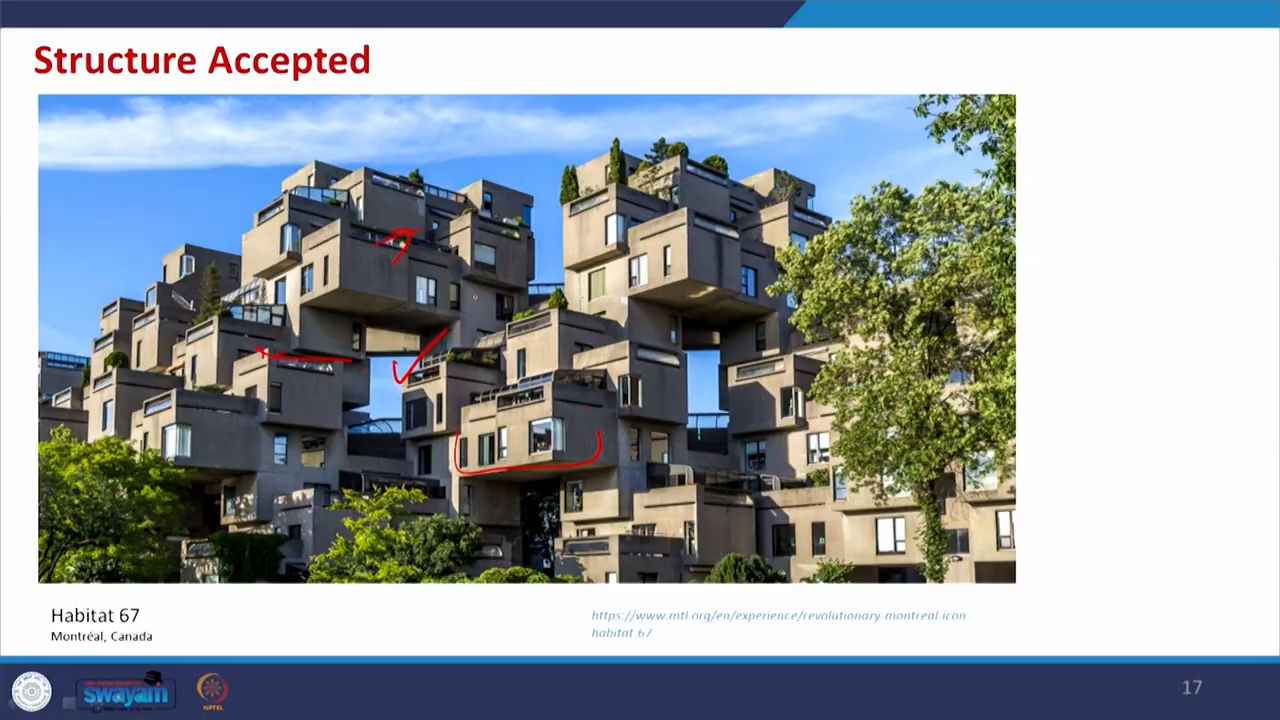 Structure Accepted
Habitat 67
Montréal, Canada
https://www.mtl.org/en/experience/revolutionary-montreal-icon-
habitat-67
swayam
NPTEL
17